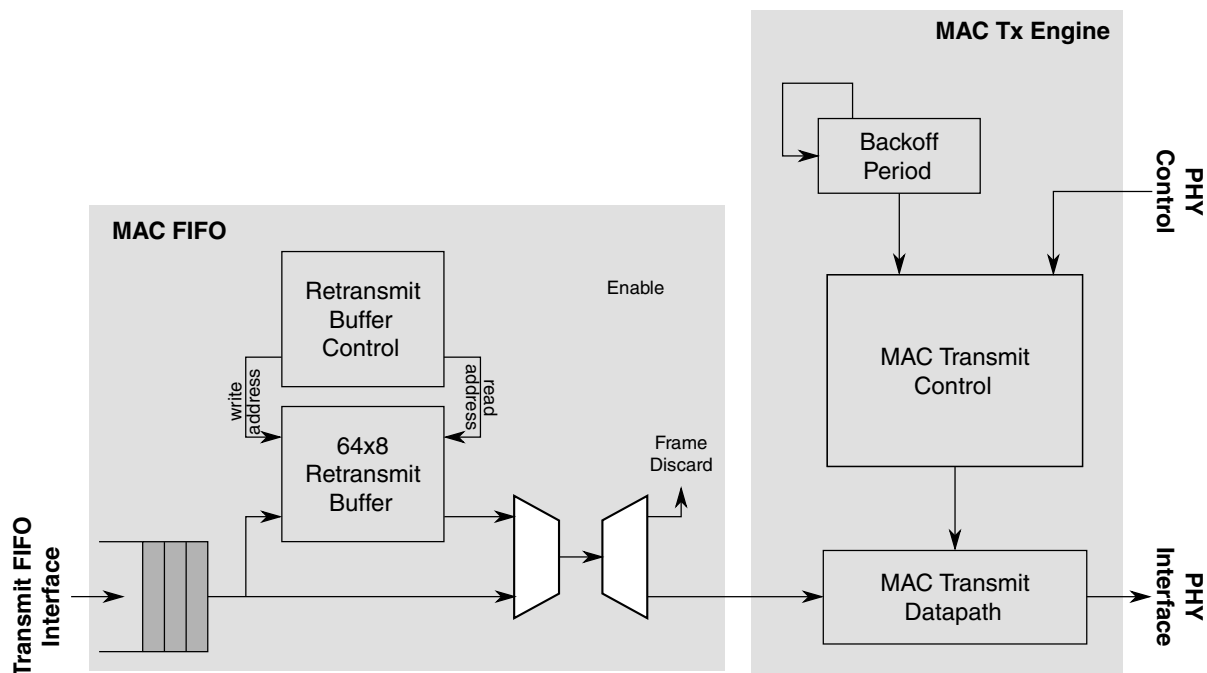 MAC Tx Engine
Backoff
Period
PHY
Control
MAC FIFO
Retransmit
Buffer
Control
Enable
MAC Transmit
Control
write
address
read
address
64x8
Retransmit
Buffer
Frame
Discard
Transmit FIFO
Interface
MAC Transmit
Datapath
PHY
Interface